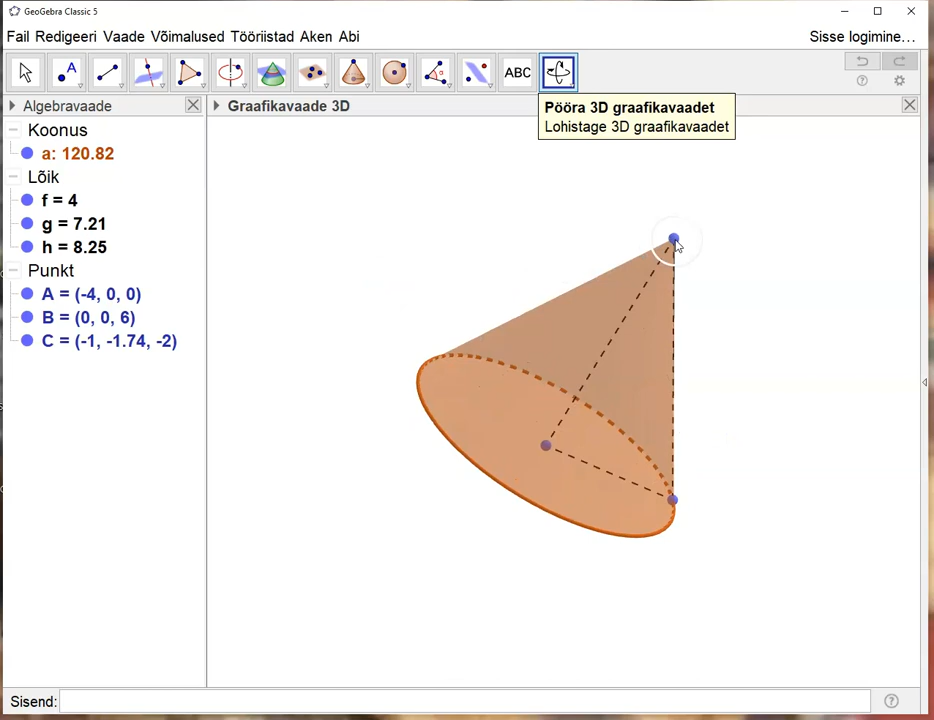 GeoGebra Classic 5
Fail Redigeeri Vaade Võimalused Tööriistad Aken Abi
Sisse logimine…
A
ABC
Algebravaade
Graafikavaade 3D
Pööra 3D graafikavaadet
Lohistage 3D graafikavaadet
Koonus
a: 120.82
Lõik
f = 4
g = 7.21
h = 8.25
Punkt
A = (-4, 0, 0)
B = (0, 0, 6)
C = (-1, -1.74, -2)
Sisend: